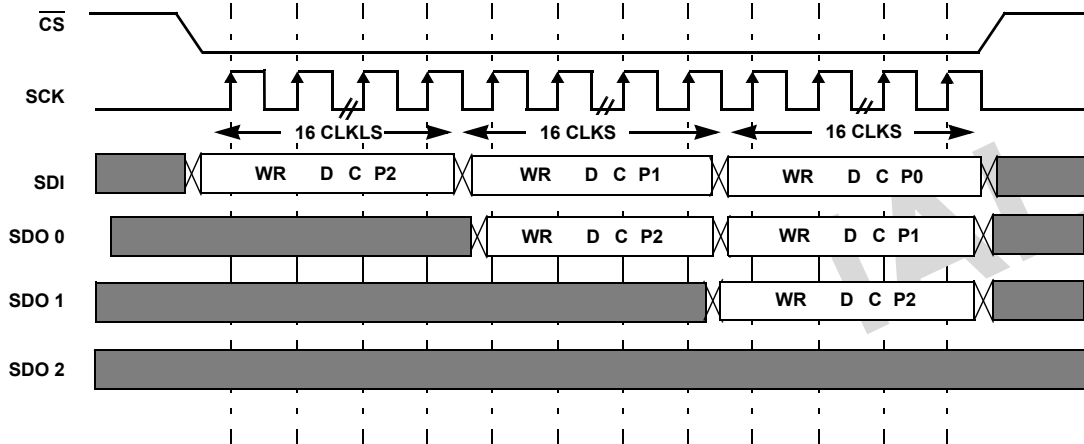 CS
SCK
16 CLKLS 16 CLKS 16 CLKS
SDI WR D C P2 WR D C P1 WR D C P0
SDO 0 WR D C P2 WR D C P1
SDO 1 WR D C P2
SDO 2